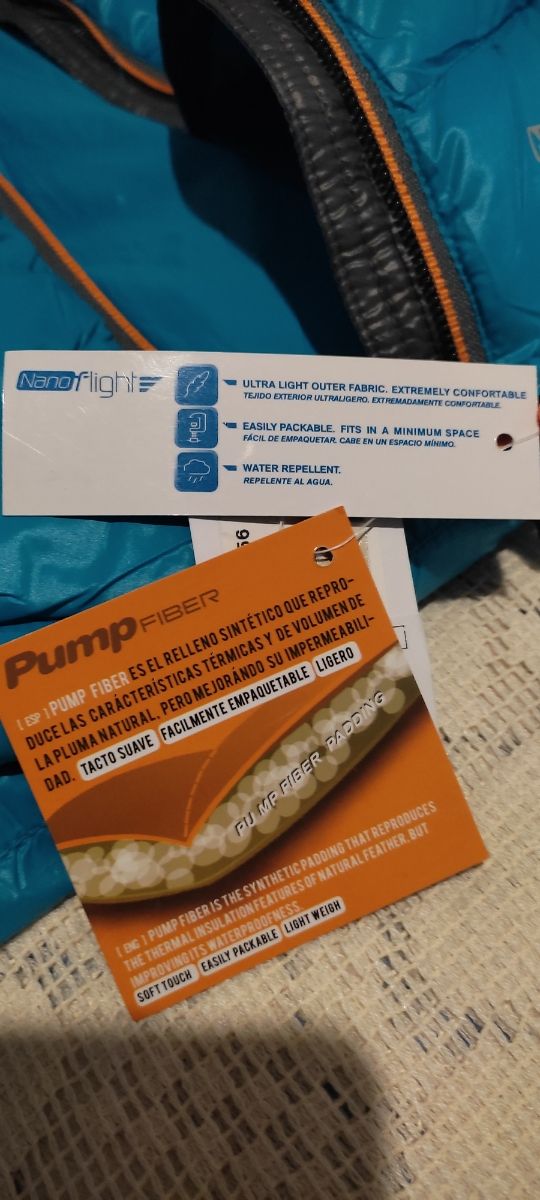 Nanoflight
ULTRA LIGHT OUTER FABRIC. EXTREMELY CONFORTABLE
TEJIDO EXTERIOR ULTRALIGERO. EXTREMADAMENTE CONFORTABLE.
EASILY PACKABLE. FITS IN A MINIMUM SPACE
FÁCIL DE EMPAQUETAR. CABE EN UN ESPACIO MÍNIMO.
WATER REPELLENT.
REPELENTE AL AGUA.
56
Pump FIBER
[ ESP ] PUMP FIBER ES EL RELLENO SINTÉTICO QUE REPRO-
DUCE LAS CARÁCTERÍSTICAS TÉRMICAS Y DE VOLUMEN DE
LA PLUMA NATURAL, PERO MEJORÁNDO SU IMPERMEABILI-
DAD. TACTO SUAVE FACILMENTE EMPAQUETABLE LIGERO
PUMP FIBER PADDING
[ ENG ] PUMP FIBER IS THE SYNTHETIC PADDING THAT REPRODUCES
THE THERMAL INSULATION FEATURES OF NATURAL FEATHER, BUT
IMPROVING ITS WATERPROOFNESS
SOFT TOUCH EASILY PACKABLE LIGHT WEIGH